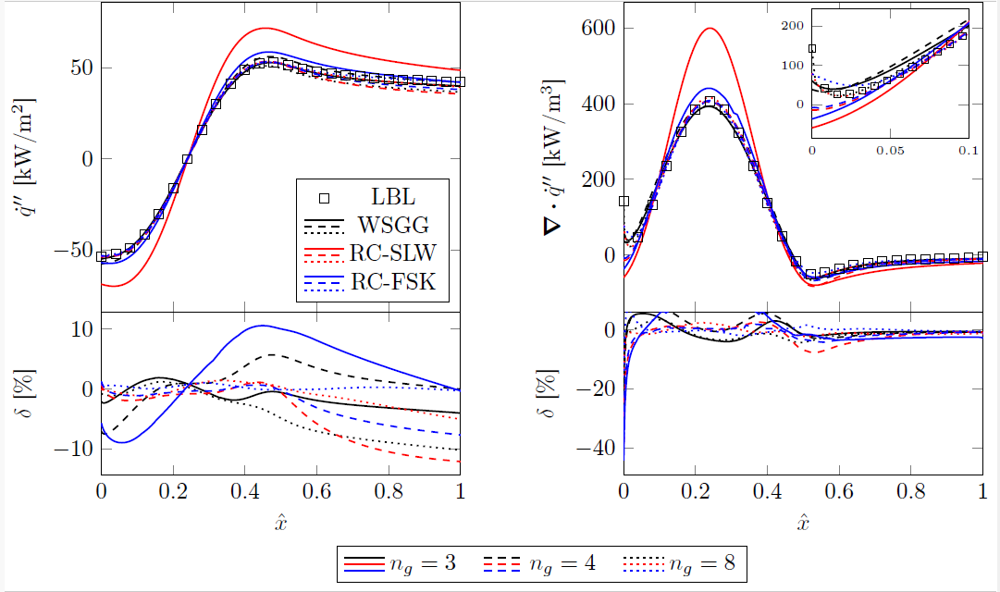 50
0
−50
q̇″ [kW/m²]
LBL
WSGG
RC-SLW
RC-FSK
10
0
−10
δ [%]
0
0.2
0.4
0.6
0.8
1
x̂
600
400
200
0
∇ · q̇″ [kW/m³]
200
100
0
0
0.05
0.1
0
−20
−40
δ [%]
0
0.2
0.4
0.6
0.8
1
x̂
n_g = 3 n_g = 4 n_g = 8